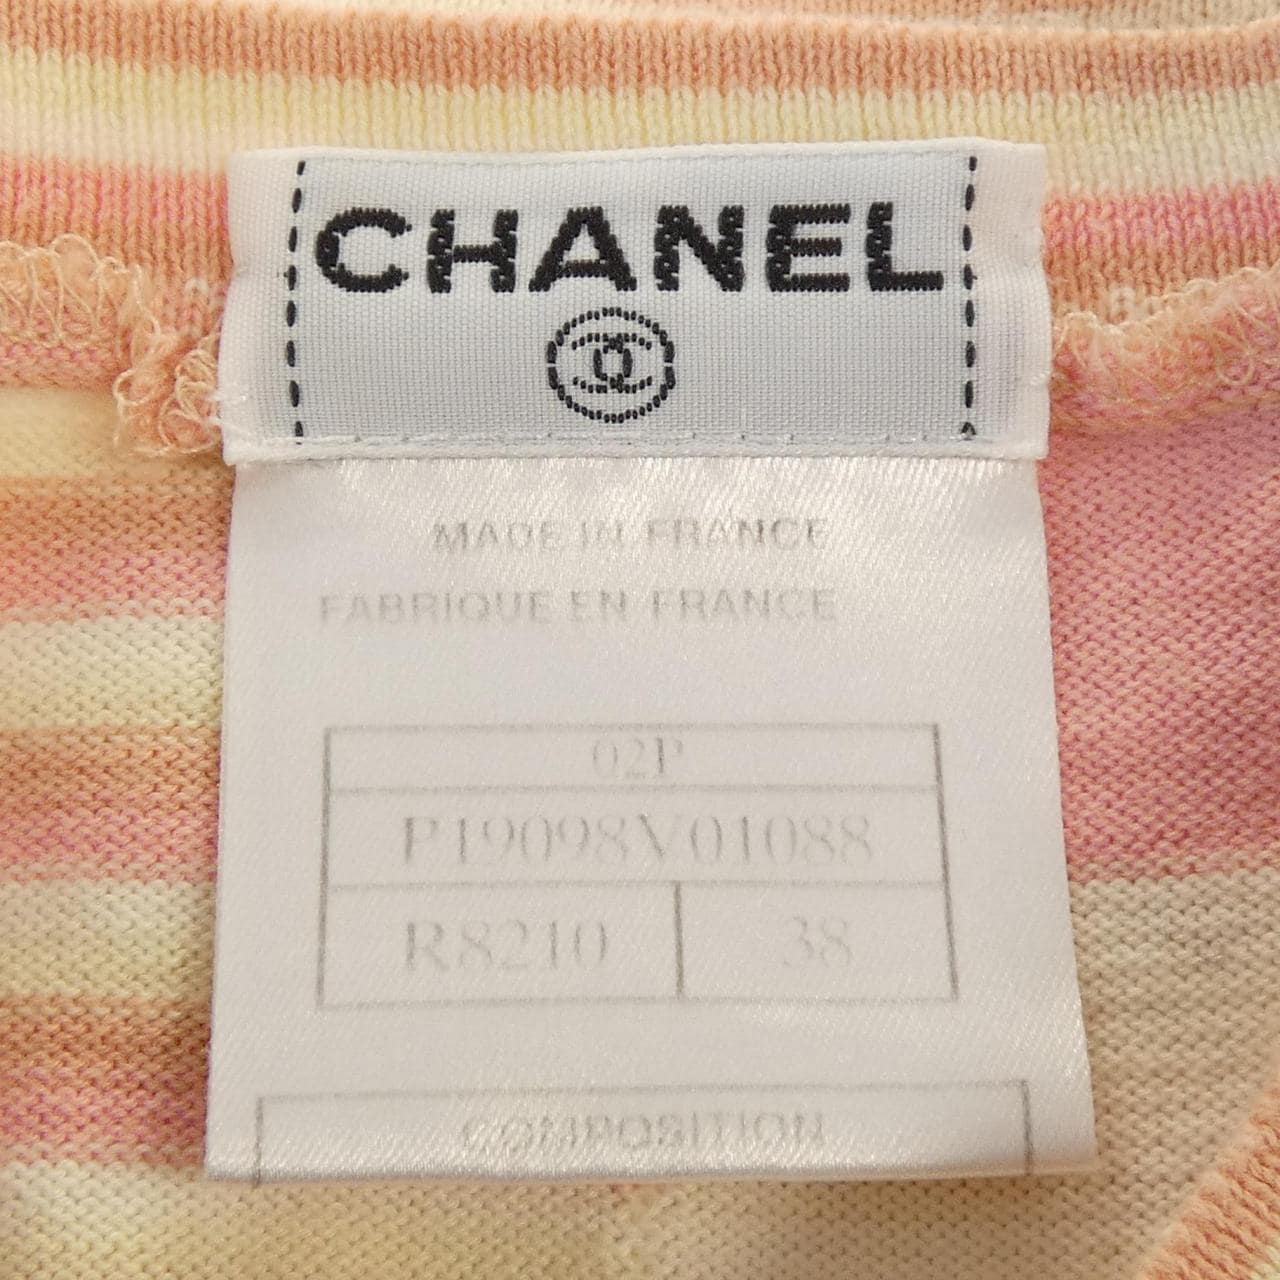 CHANEL
MADE IN FRANCE
FABRIQUE EN FRANCE
02P
P19098V01088
R8210 38
COMPOSITION